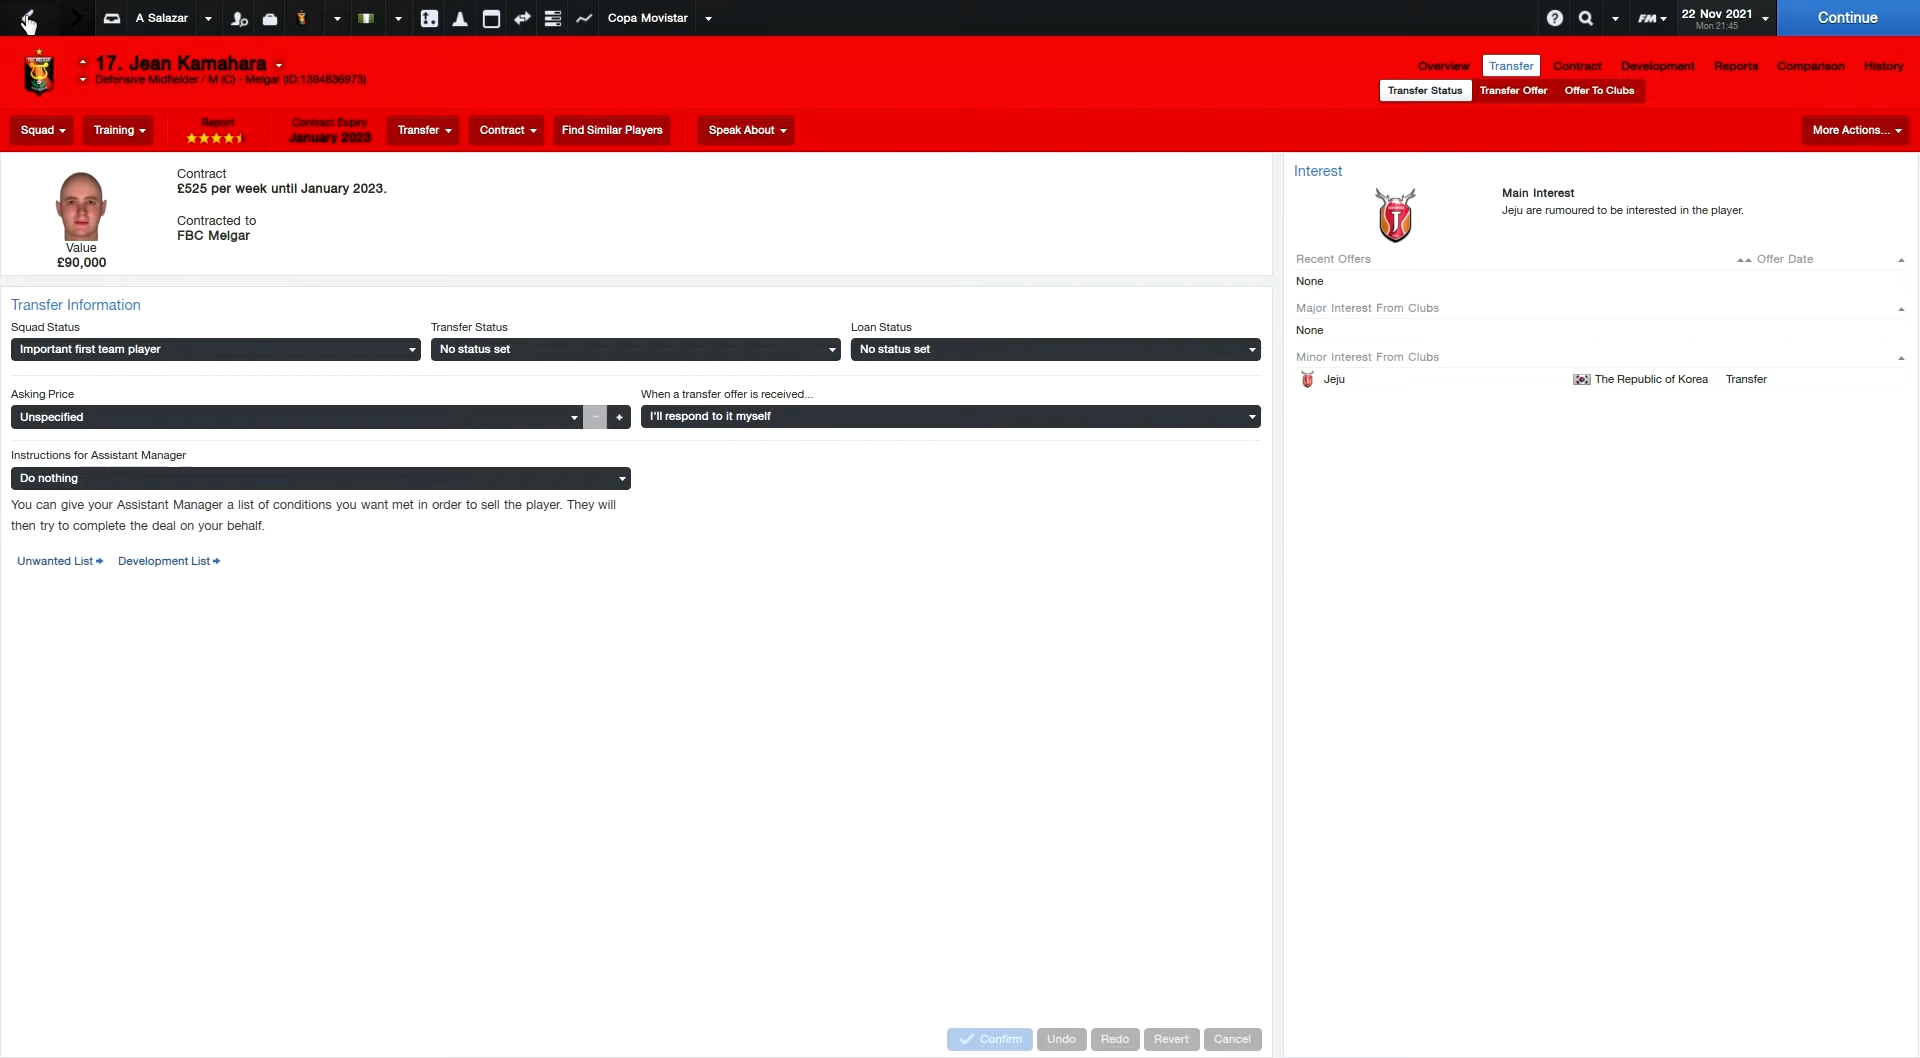 A Salazar
Copa Movistar
FM
22 Nov 2021
Mon 21:45
Continue
17. Jean Kamahara
Defensive Midfielder / M (C) - Melgar (ID:1394836973)
Overview Transfer Contract Development Reports Comparison History
Transfer Status Transfer Offer Offer To Clubs
Squad Training
Report
Contract Expiry
January 2023
Transfer Contract Find Similar Players Speak About More Actions...
Contract
£525 per week until January 2023.
Contracted to
FBC Melgar
Value
£90,000
Transfer Information
Squad Status Transfer Status Loan Status
Important first team player No status set No status set
Asking Price When a transfer offer is received...
Unspecified - + I'll respond to it myself
Instructions for Assistant Manager
Do nothing
You can give your Assistant Manager a list of conditions you want met in order to sell the player. They will
then try to complete the deal on your behalf.
Unwanted List Development List
Confirm Undo Redo Revert Cancel
Interest
Main Interest
Jeju are rumoured to be interested in the player.
Recent Offers Offer Date
None
Major Interest From Clubs
None
Minor Interest From Clubs
Jeju The Republic of Korea Transfer